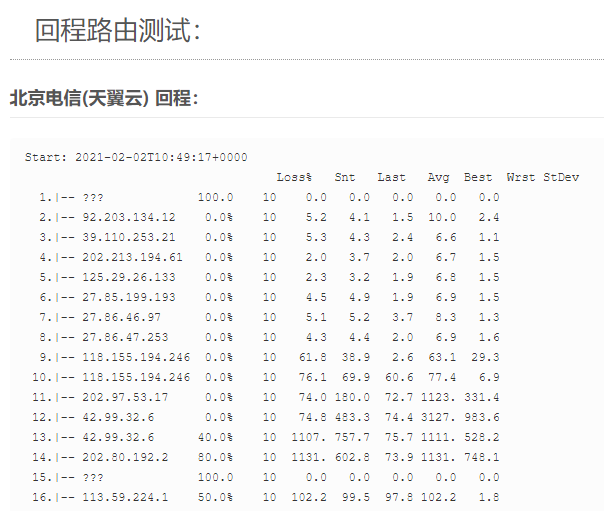 回程路由测试：
北京电信(天翼云) 回程：
Start: 2021-02-02T10:49:17+0000
Loss% Snt Last Avg Best Wrst StDev
1.|-- ??? 100.0 10 0.0 0.0 0.0 0.0 0.0
2.|-- 92.203.134.12 0.0% 10 5.2 4.1 1.5 10.0 2.4
3.|-- 39.110.253.21 0.0% 10 5.3 4.3 2.4 6.6 1.1
4.|-- 202.213.194.61 0.0% 10 2.0 3.7 2.0 6.7 1.5
5.|-- 125.29.26.133 0.0% 10 2.3 3.2 1.9 6.8 1.5
6.|-- 27.85.199.193 0.0% 10 4.5 4.9 1.9 6.9 1.5
7.|-- 27.86.46.97 0.0% 10 5.1 5.2 3.7 8.3 1.3
8.|-- 27.86.47.253 0.0% 10 4.3 4.4 2.0 6.9 1.6
9.|-- 118.155.194.246 0.0% 10 61.8 38.9 2.6 63.1 29.3
10.|-- 118.155.194.246 0.0% 10 76.1 69.9 60.6 77.4 6.9
11.|-- 202.97.53.17 0.0% 10 74.0 180.0 72.7 1123. 331.4
12.|-- 42.99.32.6 0.0% 10 74.8 483.3 74.4 3127. 983.6
13.|-- 42.99.32.6 40.0% 10 1107. 757.7 75.7 1111. 528.2
14.|-- 202.80.192.2 80.0% 10 1131. 602.8 73.9 1131. 748.1
15.|-- ??? 100.0 10 0.0 0.0 0.0 0.0 0.0
16.|-- 113.59.224.1 50.0% 10 102.2 99.5 97.8 102.2 1.8